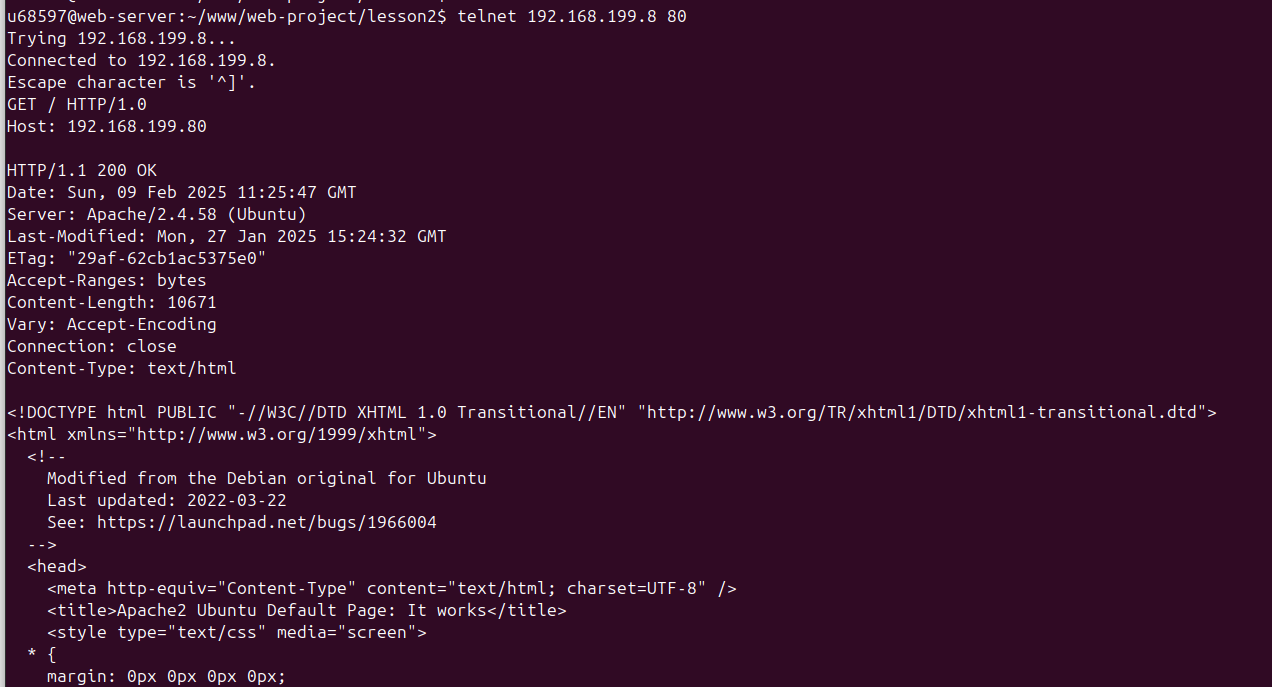 u68597@web-server:~/www/web-project/lesson2$ telnet 192.168.199.8 80
Trying 192.168.199.8...
Connected to 192.168.199.8.
Escape character is '^]'.
GET / HTTP/1.0
Host: 192.168.199.80

HTTP/1.1 200 OK
Date: Sun, 09 Feb 2025 11:25:47 GMT
Server: Apache/2.4.58 (Ubuntu)
Last-Modified: Mon, 27 Jan 2025 15:24:32 GMT
ETag: "29af-62cb1ac5375e0"
Accept-Ranges: bytes
Content-Length: 10671
Vary: Accept-Encoding
Connection: close
Content-Type: text/html

<!DOCTYPE html PUBLIC "-//W3C//DTD XHTML 1.0 Transitional//EN" "http://www.w3.org/TR/xhtml1/DTD/xhtml1-transitional.dtd">
<html xmlns="http://www.w3.org/1999/xhtml">
  <!--
    Modified from the Debian original for Ubuntu
    Last updated: 2022-03-22
    See: https://launchpad.net/bugs/1966004
  -->
  <head>
    <meta http-equiv="Content-Type" content="text/html; charset=UTF-8" />
    <title>Apache2 Ubuntu Default Page: It works</title>
    <style type="text/css" media="screen">
  * {
    margin: 0px 0px 0px 0px;